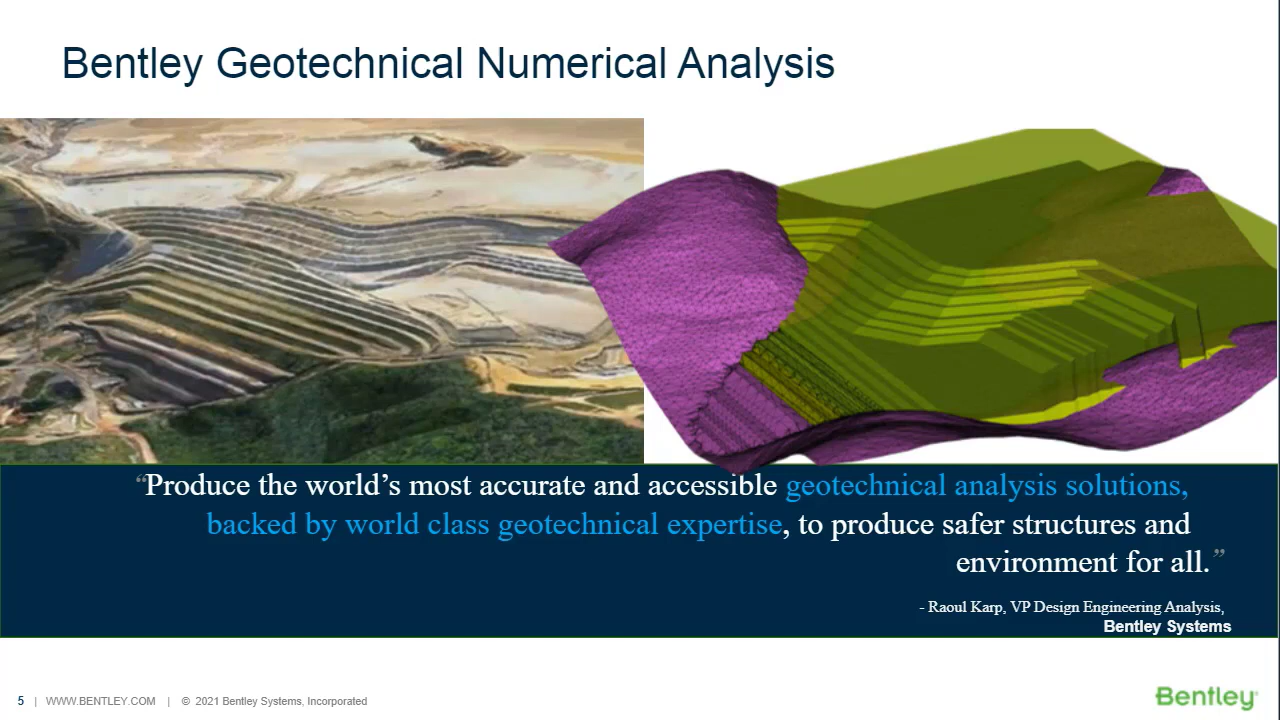 Bentley Geotechnical Numerical Analysis
“Produce the world’s most accurate and accessible geotechnical analysis solutions,
backed by world class geotechnical expertise, to produce safer structures and
environment for all.”
- Raoul Karp, VP Design Engineering Analysis,
Bentley Systems
5 | WWW.BENTLEY.COM | © 2021 Bentley Systems, Incorporated
Bentley